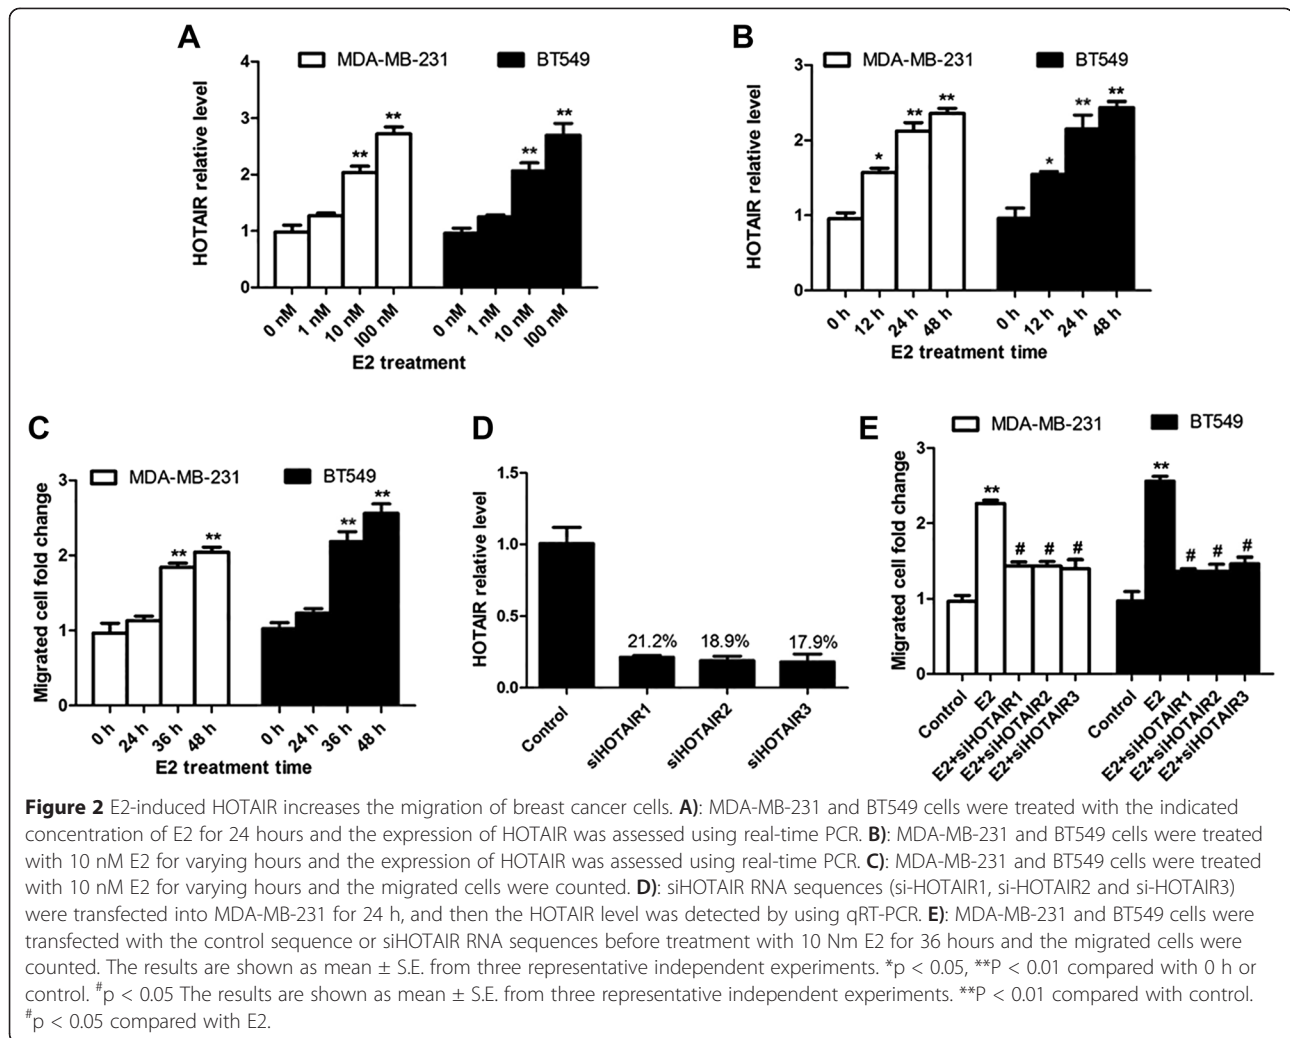 A
MDA-MB-231 BT549
HOTAIR relative level
4
3
2
1
0
** ** ** **
0 nM 1 nM 10 nM I00 nM 0 nM 1 nM 10 nM I00 nM
E2 treatment
B
MDA-MB-231 BT549
HOTAIR relative level
3
2
1
0
* ** ** * ** **
0 h 12 h 24 h 48 h 0 h 12 h 24 h 48 h
E2 treatment time
C
MDA-MB-231 BT549
Migrated cell fold change
3
2
1
0
** ** ** **
0 h 24 h 36 h 48 h 0 h 24 h 36 h 48 h
E2 treatment time
D
HOTAIR relative level
1.5
1.0
0.5
0.0
21.2% 18.9% 17.9%
Control siHOTAIR1 siHOTAIR2 siHOTAIR3
E
MDA-MB-231 BT549
Migrated cell fold change
3
2
1
0
** # # # ** # # #
Control E2 E2+siHOTAIR1 E2+siHOTAIR2 E2+siHOTAIR3 Control E2 E2+siHOTAIR1 E2+siHOTAIR2 E2+siHOTAIR3
Figure 2 E2-induced HOTAIR increases the migration of breast cancer cells. A): MDA-MB-231 and BT549 cells were treated with the indicated
concentration of E2 for 24 hours and the expression of HOTAIR was assessed using real-time PCR. B): MDA-MB-231 and BT549 cells were treated
with 10 nM E2 for varying hours and the expression of HOTAIR was assessed using real-time PCR. C): MDA-MB-231 and BT549 cells were treated
with 10 nM E2 for varying hours and the migrated cells were counted. D): siHOTAIR RNA sequences (si-HOTAIR1, si-HOTAIR2 and si-HOTAIR3)
were transfected into MDA-MB-231 for 24 h, and then the HOTAIR level was detected by using qRT-PCR. E): MDA-MB-231 and BT549 cells were
transfected with the control sequence or siHOTAIR RNA sequences before treatment with 10 Nm E2 for 36 hours and the migrated cells were
counted. The results are shown as mean ± S.E. from three representative independent experiments. *p < 0.05, **P < 0.01 compared with 0 h or
control. #p < 0.05 The results are shown as mean ± S.E. from three representative independent experiments. **P < 0.01 compared with control.
#p < 0.05 compared with E2.